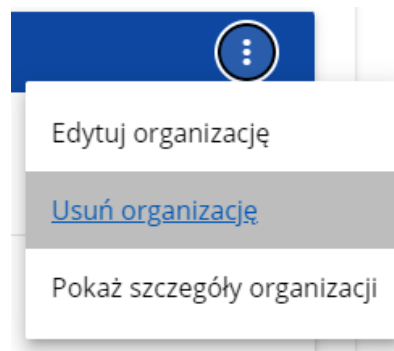 Edytuj organizację
Usuń organizację
Pokaż szczegóły organizacji